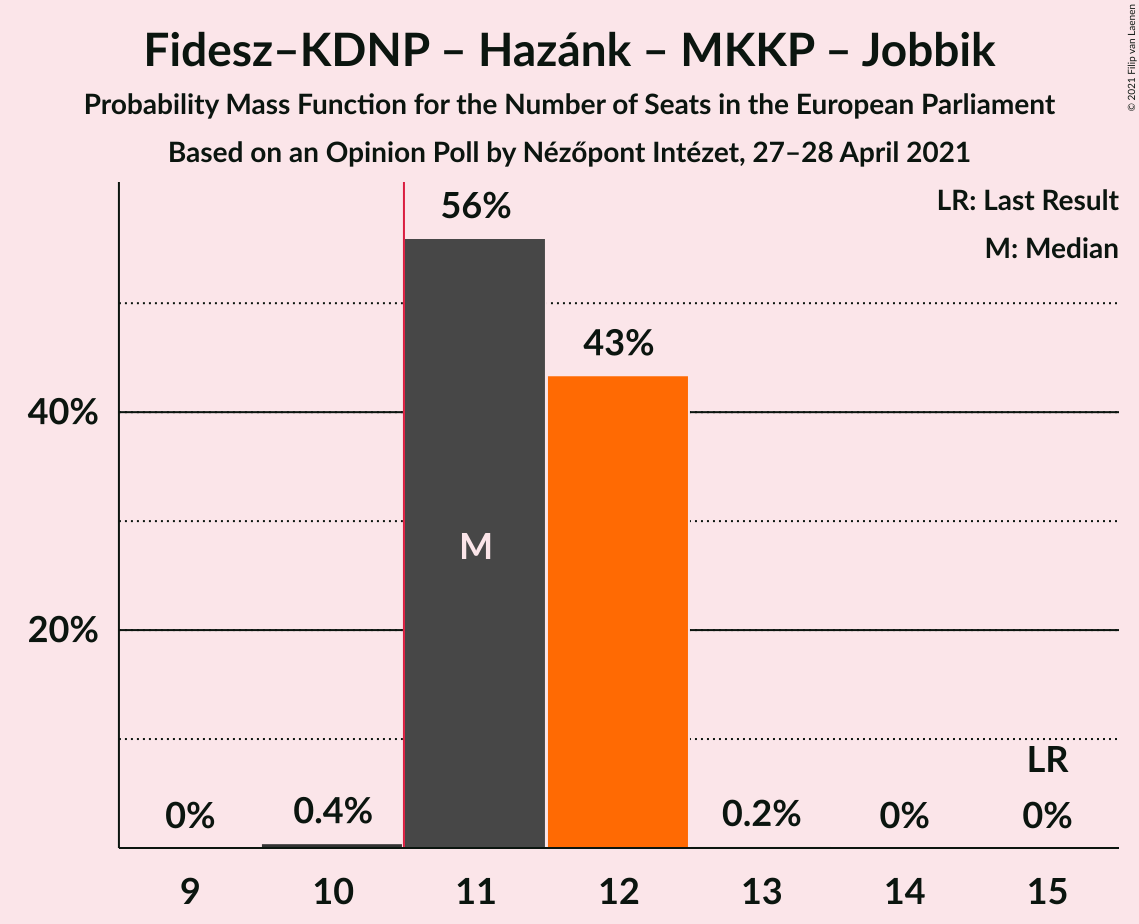 Fidesz–KDNP – Hazánk – MKKP – Jobbik
Probability Mass Function for the Number of Seats in the European Parliament
Based on an Opinion Poll by Nézőpont Intézet, 27–28 April 2021
© 2021 Filip van Laenen
LR: Last Result
M: Median
56%
43%
40%
M
20%
LR
0%
0.4%
0.2%
0%
0%
9
10
11
12
13
14
15